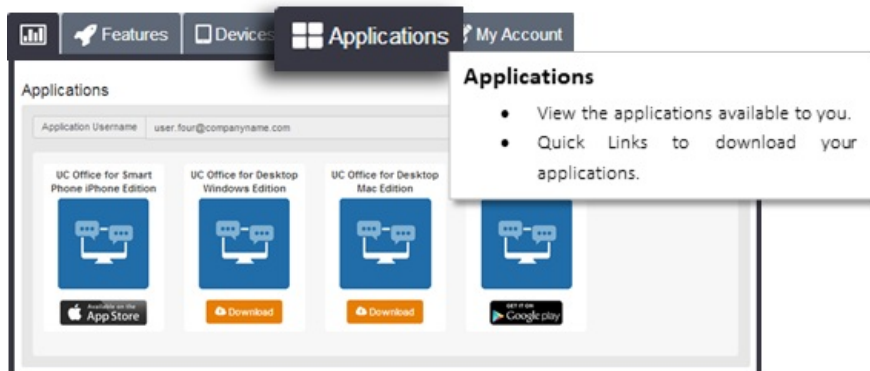 Features
Devices
Applications
My Account
Applications
• View the applications available to you.
• Quick Links to download your
applications.
Applications
Application Username user.four@companyname.com
UC Office for Smart
Phone iPhone Edition
UC Office for Desktop
Windows Edition
UC Office for Desktop
Mac Edition
Available on the
App Store
Download
Download
GET IT ON
Google play